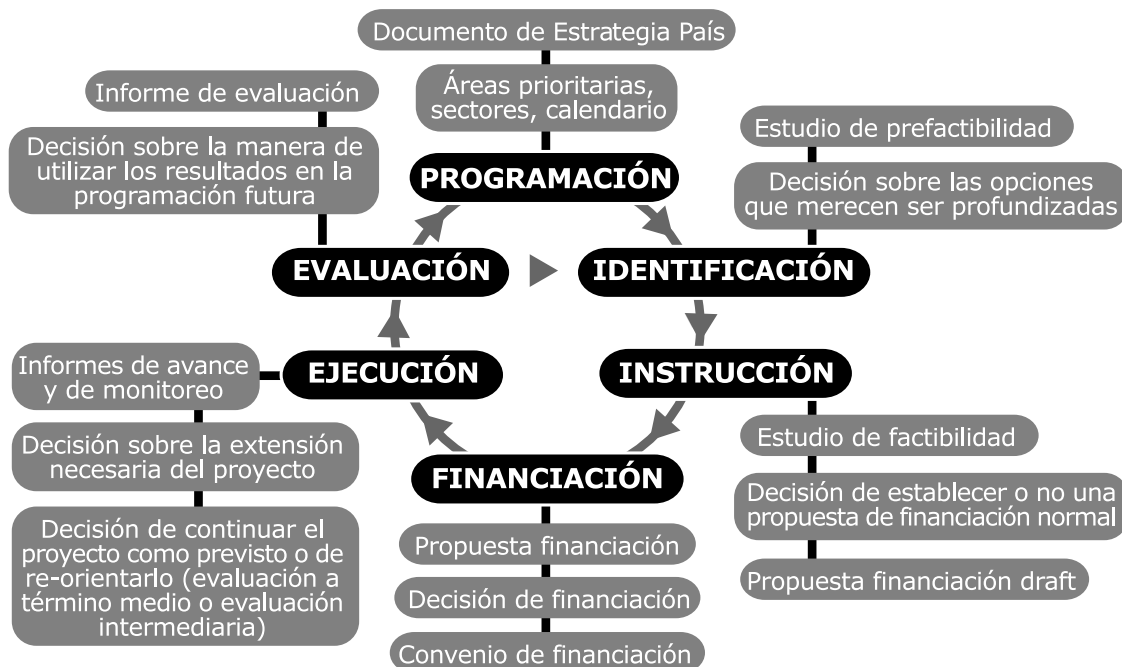 Documento de Estrategia País
Áreas prioritarias,
sectores, calendario
PROGRAMACIÓN
Informe de evaluación
Decisión sobre la manera de
utilizar los resultados en la
programación futura
EVALUACIÓN
Estudio de prefactibilidad
Decisión sobre las opciones
que merecen ser profundizadas
IDENTIFICACIÓN
Informes de avance
y de monitoreo
EJECUCIÓN
Decisión sobre la extensión
necesaria del proyecto
Decisión de continuar el
proyecto como previsto o de
re-orientarlo (evaluación a
término medio o evaluación
intermediaria)
INSTRUCCIÓN
Estudio de factibilidad
Decisión de establecer o no una
propuesta de financiación normal
Propuesta financiación draft
FINANCIACIÓN
Propuesta financiación
Decisión de financiación
Convenio de financiación